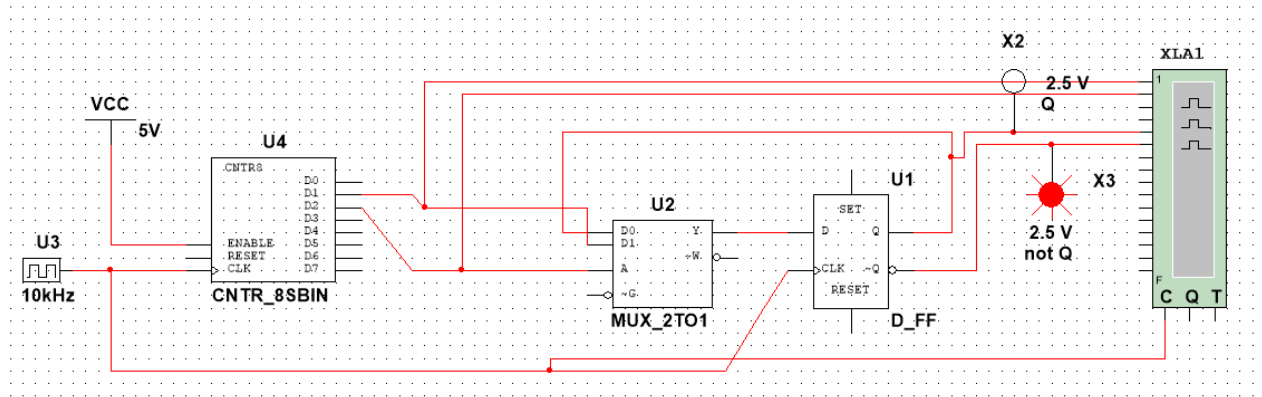 X2
XLA1
VCC
5V
2.5 V
Q
1
U4
CNTR8
D0
D1
D2
D3
D4
D5
D6
D7
ENABLE
RESET
CLK
CNTR_8SBIN
U3
10kHz
U2
D0
D1
A
~G
Y
~W
MUX_2TO1
U1
SET
D Q
CLK ~Q
RESET
D_FF
X3
2.5 V
not Q
F
C Q T